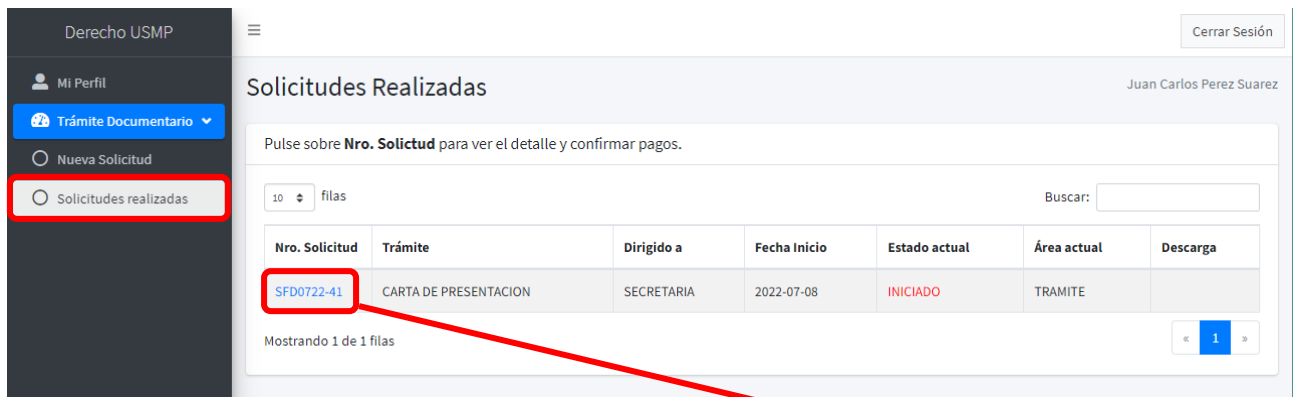 Derecho USMP
Cerrar Sesión
Mi Perfil
Solicitudes Realizadas
Juan Carlos Perez Suarez
Trámite Documentario
Pulse sobre Nro. Solictud para ver el detalle y confirmar pagos.
Nueva Solicitud
Solicitudes realizadas
10 filas
Buscar:
Nro. Solicitud Trámite Dirigido a Fecha Inicio Estado actual Área actual Descarga
SFD0722-41 CARTA DE PRESENTACION SECRETARIA 2022-07-08 INICIADO TRAMITE
Mostrando 1 de 1 filas
« 1 »